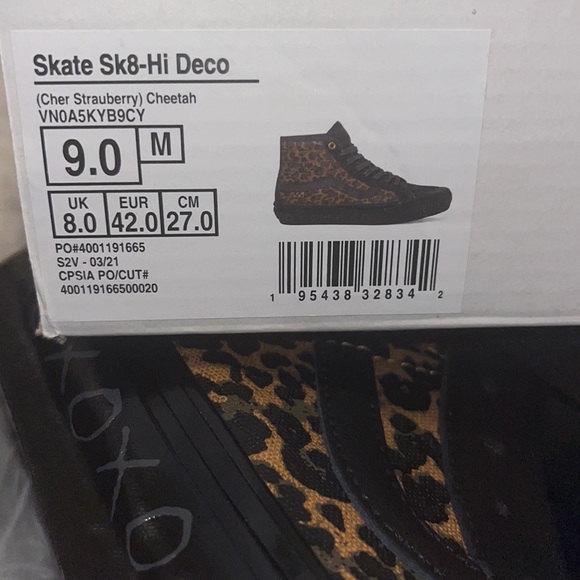 Skate Sk8-Hi Deco
(Cher Strauberry) Cheetah
VN0A5KYB9CY
9.0 M
UK 8.0 EUR 42.0 CM 27.0
PO#4001191665
S2V - 03/21
CPSIA PO/CUT#
400119166500020
1 95438 32834 2
xoxo